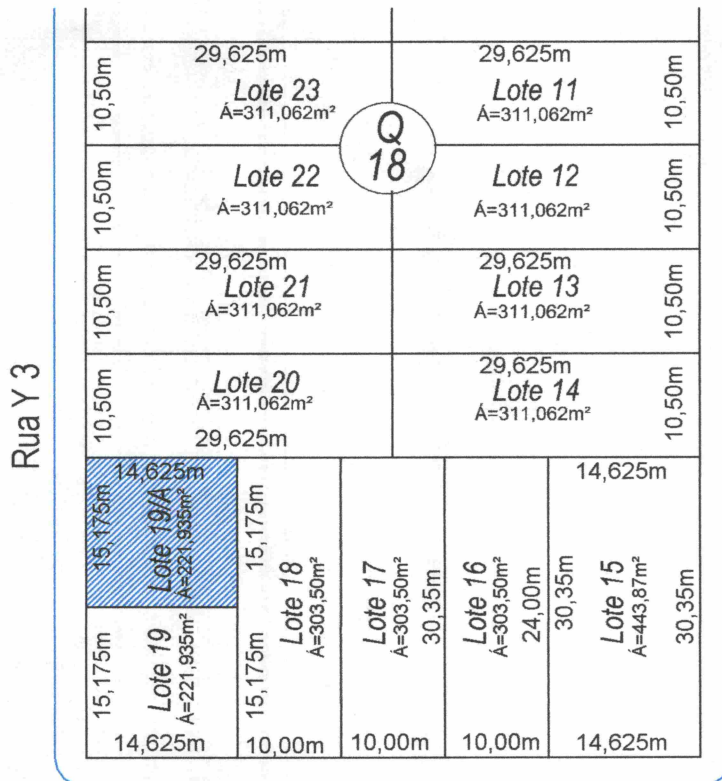 29,625m
29,625m
10,50m
Lote 23
Á=311,062m²
Lote 11
Á=311,062m²
10,50m
Q
18
10,50m
Lote 22
Á=311,062m²
Lote 12
Á=311,062m²
10,50m
29,625m
29,625m
10,50m
Lote 21
Á=311,062m²
Lote 13
Á=311,062m²
10,50m
29,625m
10,50m
Lote 20
Á=311,062m²
29,625m
Lote 14
Á=311,062m²
10,50m
Rua Y 3
14,625m
15,175m
Lote 19/A
Á=221,935m²
15,175m
15,175m
Lote 19
Á=221,935m²
14,625m
15,175m
Lote 18
Á=303,50m²
10,00m
Lote 17
Á=303,50m²
30,35m
10,00m
Lote 16
Á=303,50m²
24,00m
10,00m
14,625m
30,35m
Lote 15
Á=443,87m²
30,35m
14,625m